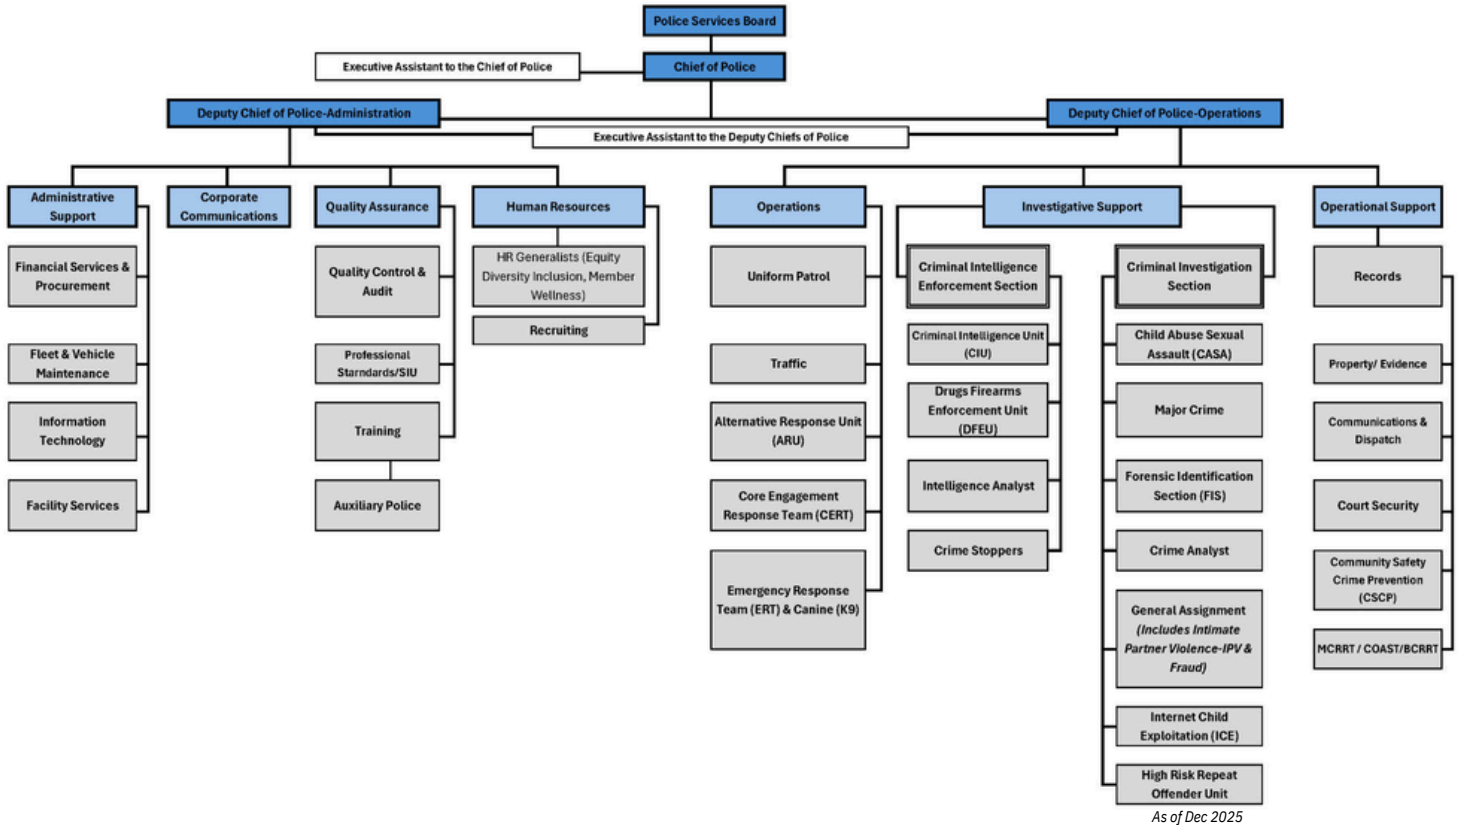 Police Services Board
Executive Assistant to the Chief of Police
Chief of Police
Deputy Chief of Police-Administration
Deputy Chief of Police-Operations
Executive Assistant to the Deputy Chiefs of Police
Administrative
Support
Corporate
Communications
Quality Assurance
Human Resources
Operations
Investigative Support
Operational Support
Financial Services &
Procurement
Fleet & Vehicle
Maintenance
Information
Technology
Facility Services
Quality Control &
Audit
Professional
Starndards/SIU
Training
Auxiliary Police
HR Generalists (Equity
Diversity Inclusion, Member
Wellness)
Recruiting
Uniform Patrol
Traffic
Alternative Response Unit
(ARU)
Core Engagement
Response Team (CERT)
Emergency Response
Team (ERT) & Canine (K9)
Criminal Intelligence
Enforcement Section
Criminal Intelligence Unit
(CIU)
Drugs Firearms
Enforcement Unit
(DFEU)
Intelligence Analyst
Crime Stoppers
Criminal Investigation
Section
Child Abuse Sexual
Assault (CASA)
Major Crime
Forensic Identification
Section (FIS)
Crime Analyst
General Assignment
(Includes Intimate
Partner Violence-IPV &
Fraud)
Internet Child
Exploitation (ICE)
High Risk Repeat
Offender Unit
Records
Property/ Evidence
Communications &
Dispatch
Court Security
Community Safety
Crime Prevention
(CSCP)
MCRRT / COAST/BCRRT
As of Dec 2025